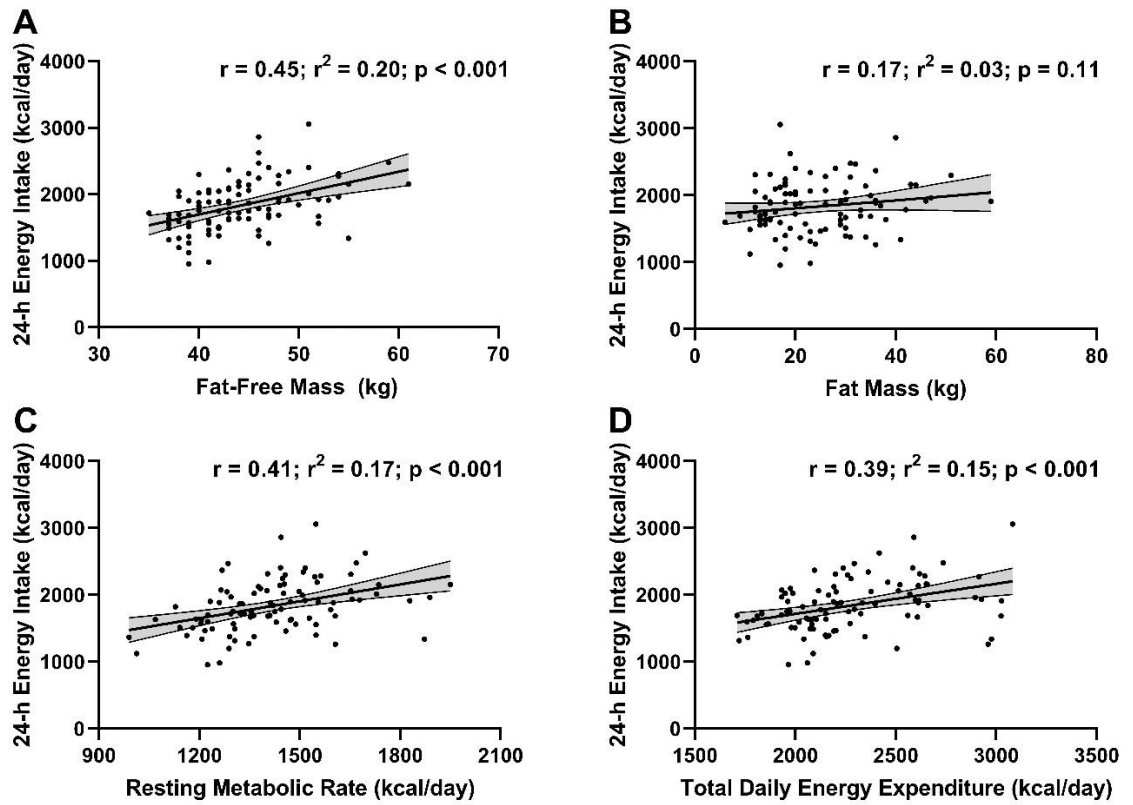 A
r = 0.45; r² = 0.20; p < 0.001
24-h Energy Intake (kcal/day)
4000
3000
2000
1000
0
30
40
50
60
70
Fat-Free Mass (kg)
B
r = 0.17; r² = 0.03; p = 0.11
24-h Energy Intake (kcal/day)
4000
3000
2000
1000
0
0
20
40
60
80
Fat Mass (kg)
C
r = 0.41; r² = 0.17; p < 0.001
24-h Energy Intake (kcal/day)
4000
3000
2000
1000
0
900
1200
1500
1800
2100
Resting Metabolic Rate (kcal/day)
D
r = 0.39; r² = 0.15; p < 0.001
24-h Energy Intake (kcal/day)
4000
3000
2000
1000
0
1500
2000
2500
3000
3500
Total Daily Energy Expenditure (kcal/day)